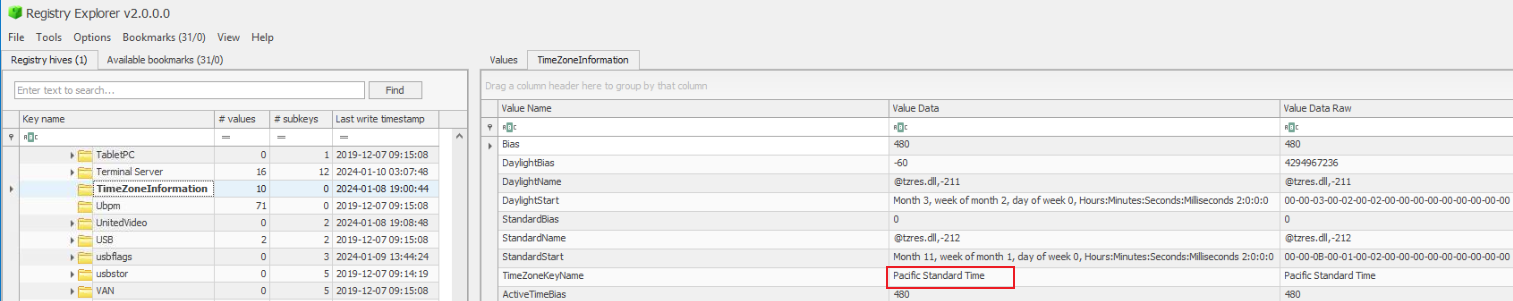 Registry Explorer v2.0.0.0
File Tools Options Bookmarks (31/0) View Help
Registry hives (1) Available bookmarks (31/0)
Enter text to search... Find
Key name # values # subkeys Last write timestamp
ABC = = =
TabletPC 0 1 2019-12-07 09:15:08
Terminal Server 16 12 2024-01-10 03:07:48
TimeZoneInformation 10 0 2024-01-08 19:00:44
Ubpm 71 0 2019-12-07 09:15:08
UnitedVideo 0 2 2024-01-08 19:08:48
USB 2 2 2019-12-07 09:15:08
usbflags 0 3 2024-01-09 13:44:24
usbstor 0 5 2019-12-07 09:14:19
VAN 0 5 2019-12-07 09:15:08
Values TimeZoneInformation
Drag a column header here to group by that column
Value Name Value Data Value Data Raw
ABC ABC ABC
Bias 480 480
DaylightBias -60 4294967236
DaylightName @tzres.dll,-211 @tzres.dll,-211
DaylightStart Month 3, week of month 2, day of week 0, Hours:Minutes:Seconds:Milliseconds 2:0:0:0 00-00-03-00-02-00-02-00-00-00-00-00-00-00-00-00
StandardBias 0 0
StandardName @tzres.dll,-212 @tzres.dll,-212
StandardStart Month 11, week of month 1, day of week 0, Hours:Minutes:Seconds:Milliseconds 2:0:0:0 00-00-0B-00-01-00-02-00-00-00-00-00-00-00-00-00
TimeZoneKeyName Pacific Standard Time Pacific Standard Time
ActiveTimeBias 480 480